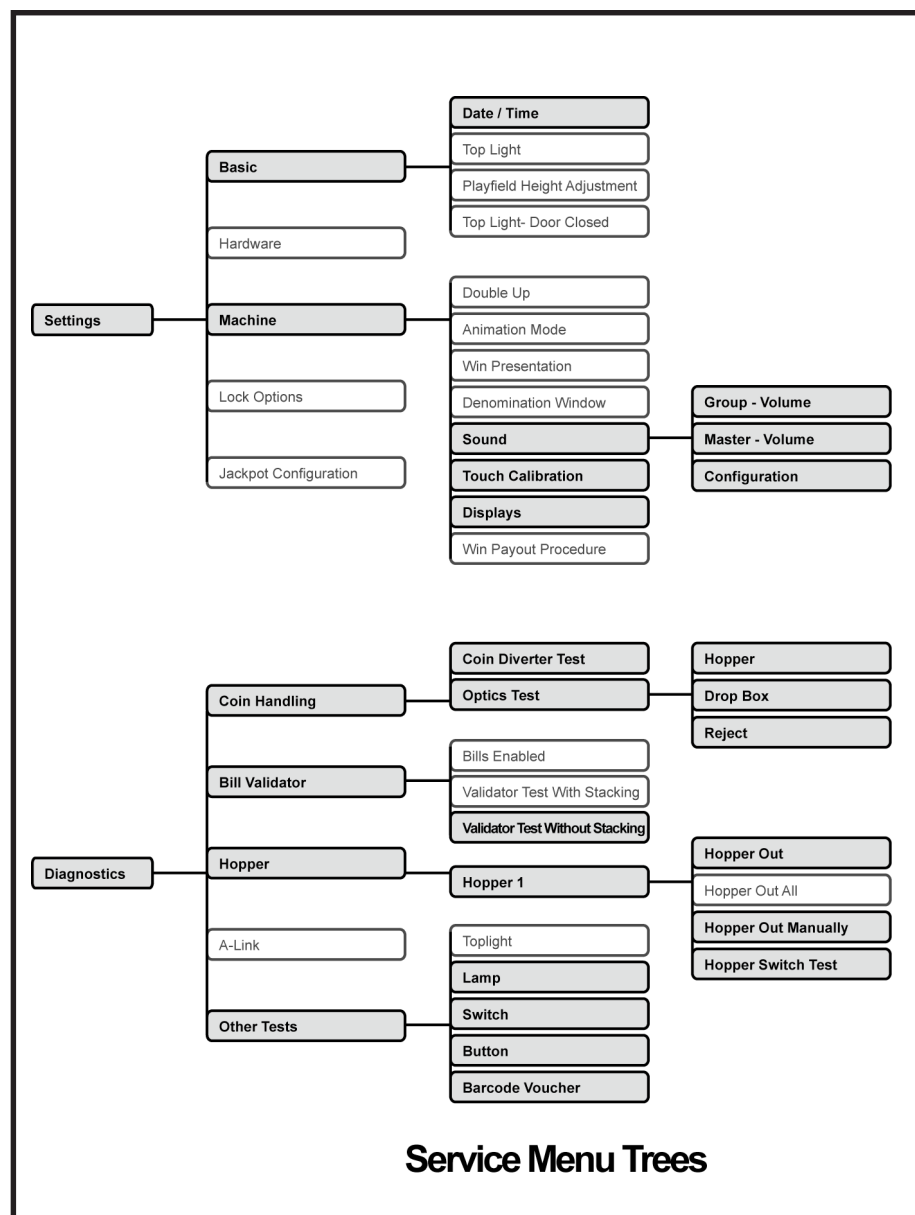 Date / Time
Top Light
Basic
Playfield Height Adjustment
Top Light- Door Closed
Hardware
Double Up
Settings
Machine
Animation Mode
Win Presentation
Lock Options
Denomination Window
Group - Volume
Sound
Master - Volume
Jackpot Configuration
Touch Calibration
Configuration
Displays
Win Payout Procedure
Coin Diverter Test
Hopper
Coin Handling
Optics Test
Drop Box
Reject
Bills Enabled
Bill Validator
Validator Test With Stacking
Validator Test Without Stacking
Hopper Out
Diagnostics
Hopper
Hopper 1
Hopper Out All
Hopper Out Manually
A-Link
Toplight
Hopper Switch Test
Lamp
Other Tests
Switch
Button
Barcode Voucher
Service Menu Trees